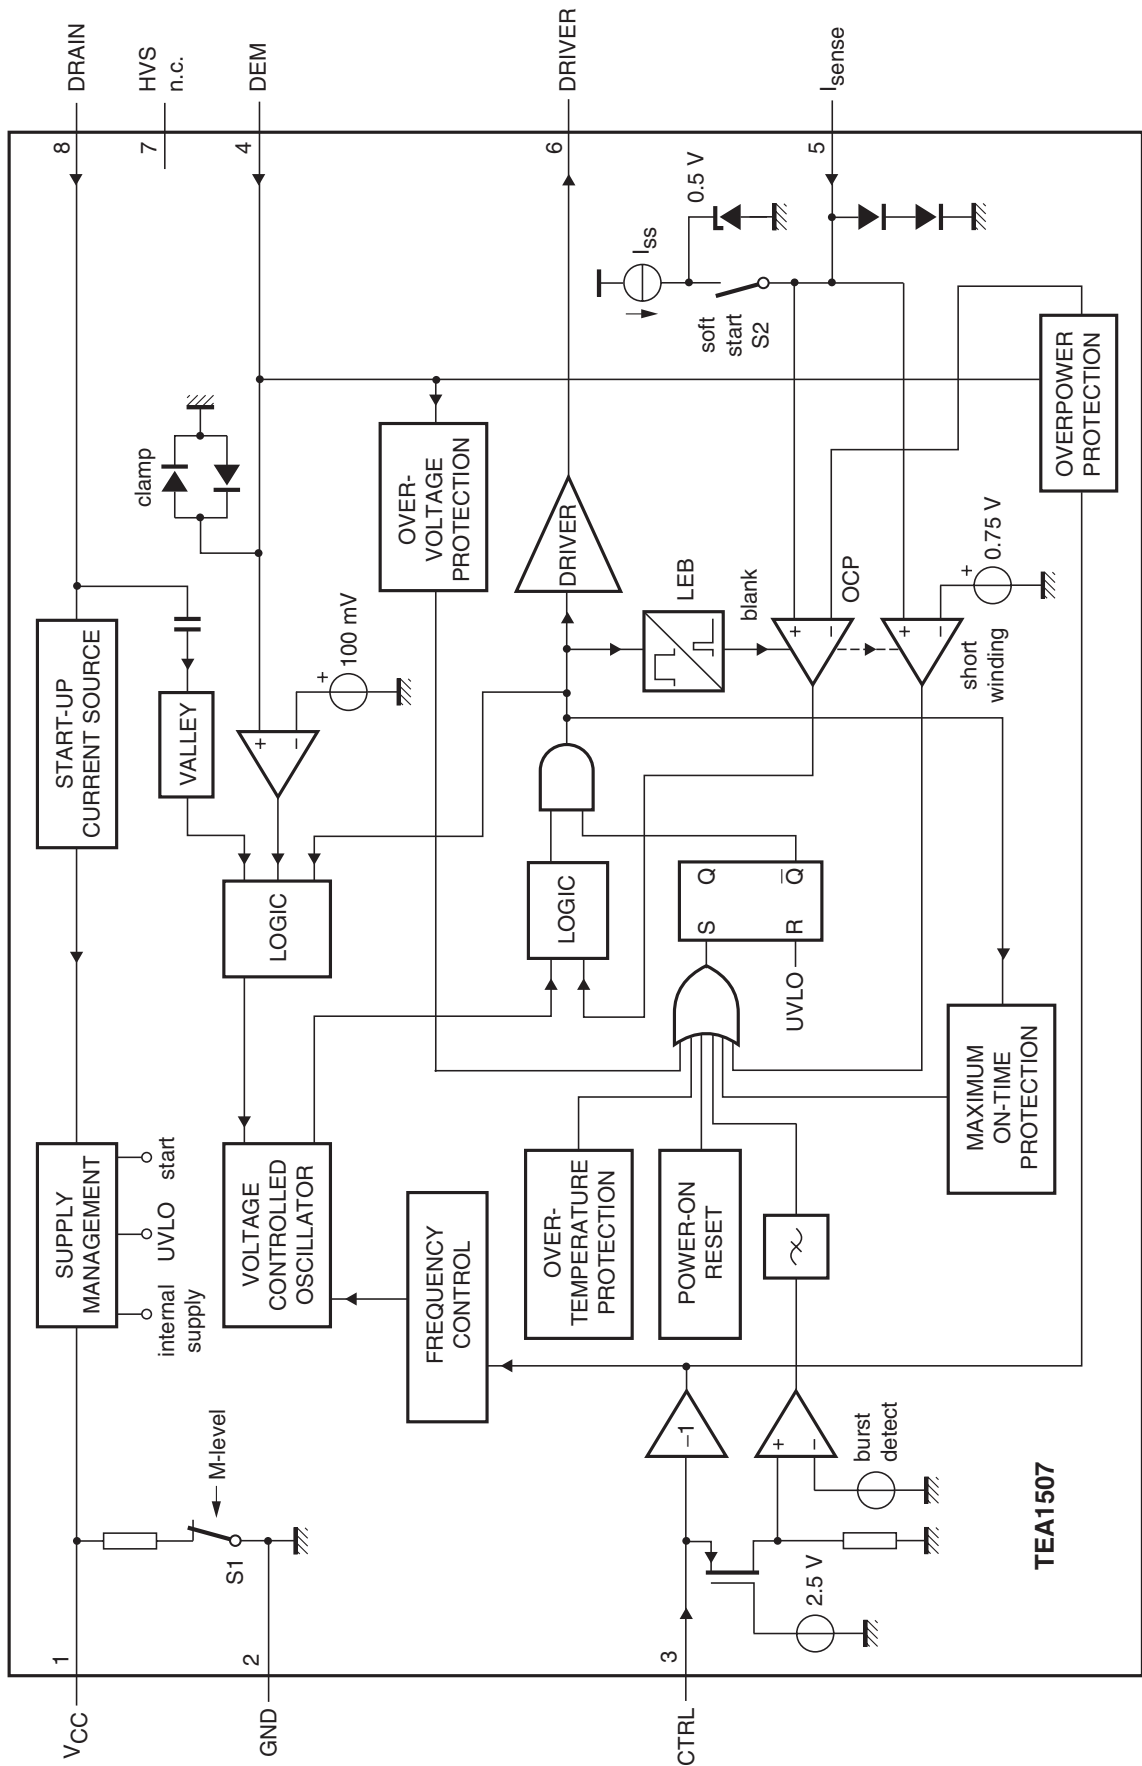 VCC
1
GND
2
S1
M-level
SUPPLY
MANAGEMENT
internal
supply
UVLO
start
START-UP
CURRENT SOURCE
8
DRAIN
HVS
n.c.
7
4
DEM
clamp
VALLEY
100 mV
+
+
−
LOGIC
VOLTAGE
CONTROLLED
OSCILLATOR
FREQUENCY
CONTROL
OVER-
VOLTAGE
PROTECTION
OVER-
TEMPERATURE
PROTECTION
POWER-ON
RESET
LOGIC
DRIVER
6
DRIVER
LEB
blank
S
Q
R
Q̅
UVLO
3
CTRL
−1
2.5 V
+
−
burst
detect
MAXIMUM
ON-TIME
PROTECTION
+
−
OCP
+
−
short
winding
+
0.75 V
soft
start
S2
Iss
0.5 V
5
Isense
OVERPOWER
PROTECTION
TEA1507